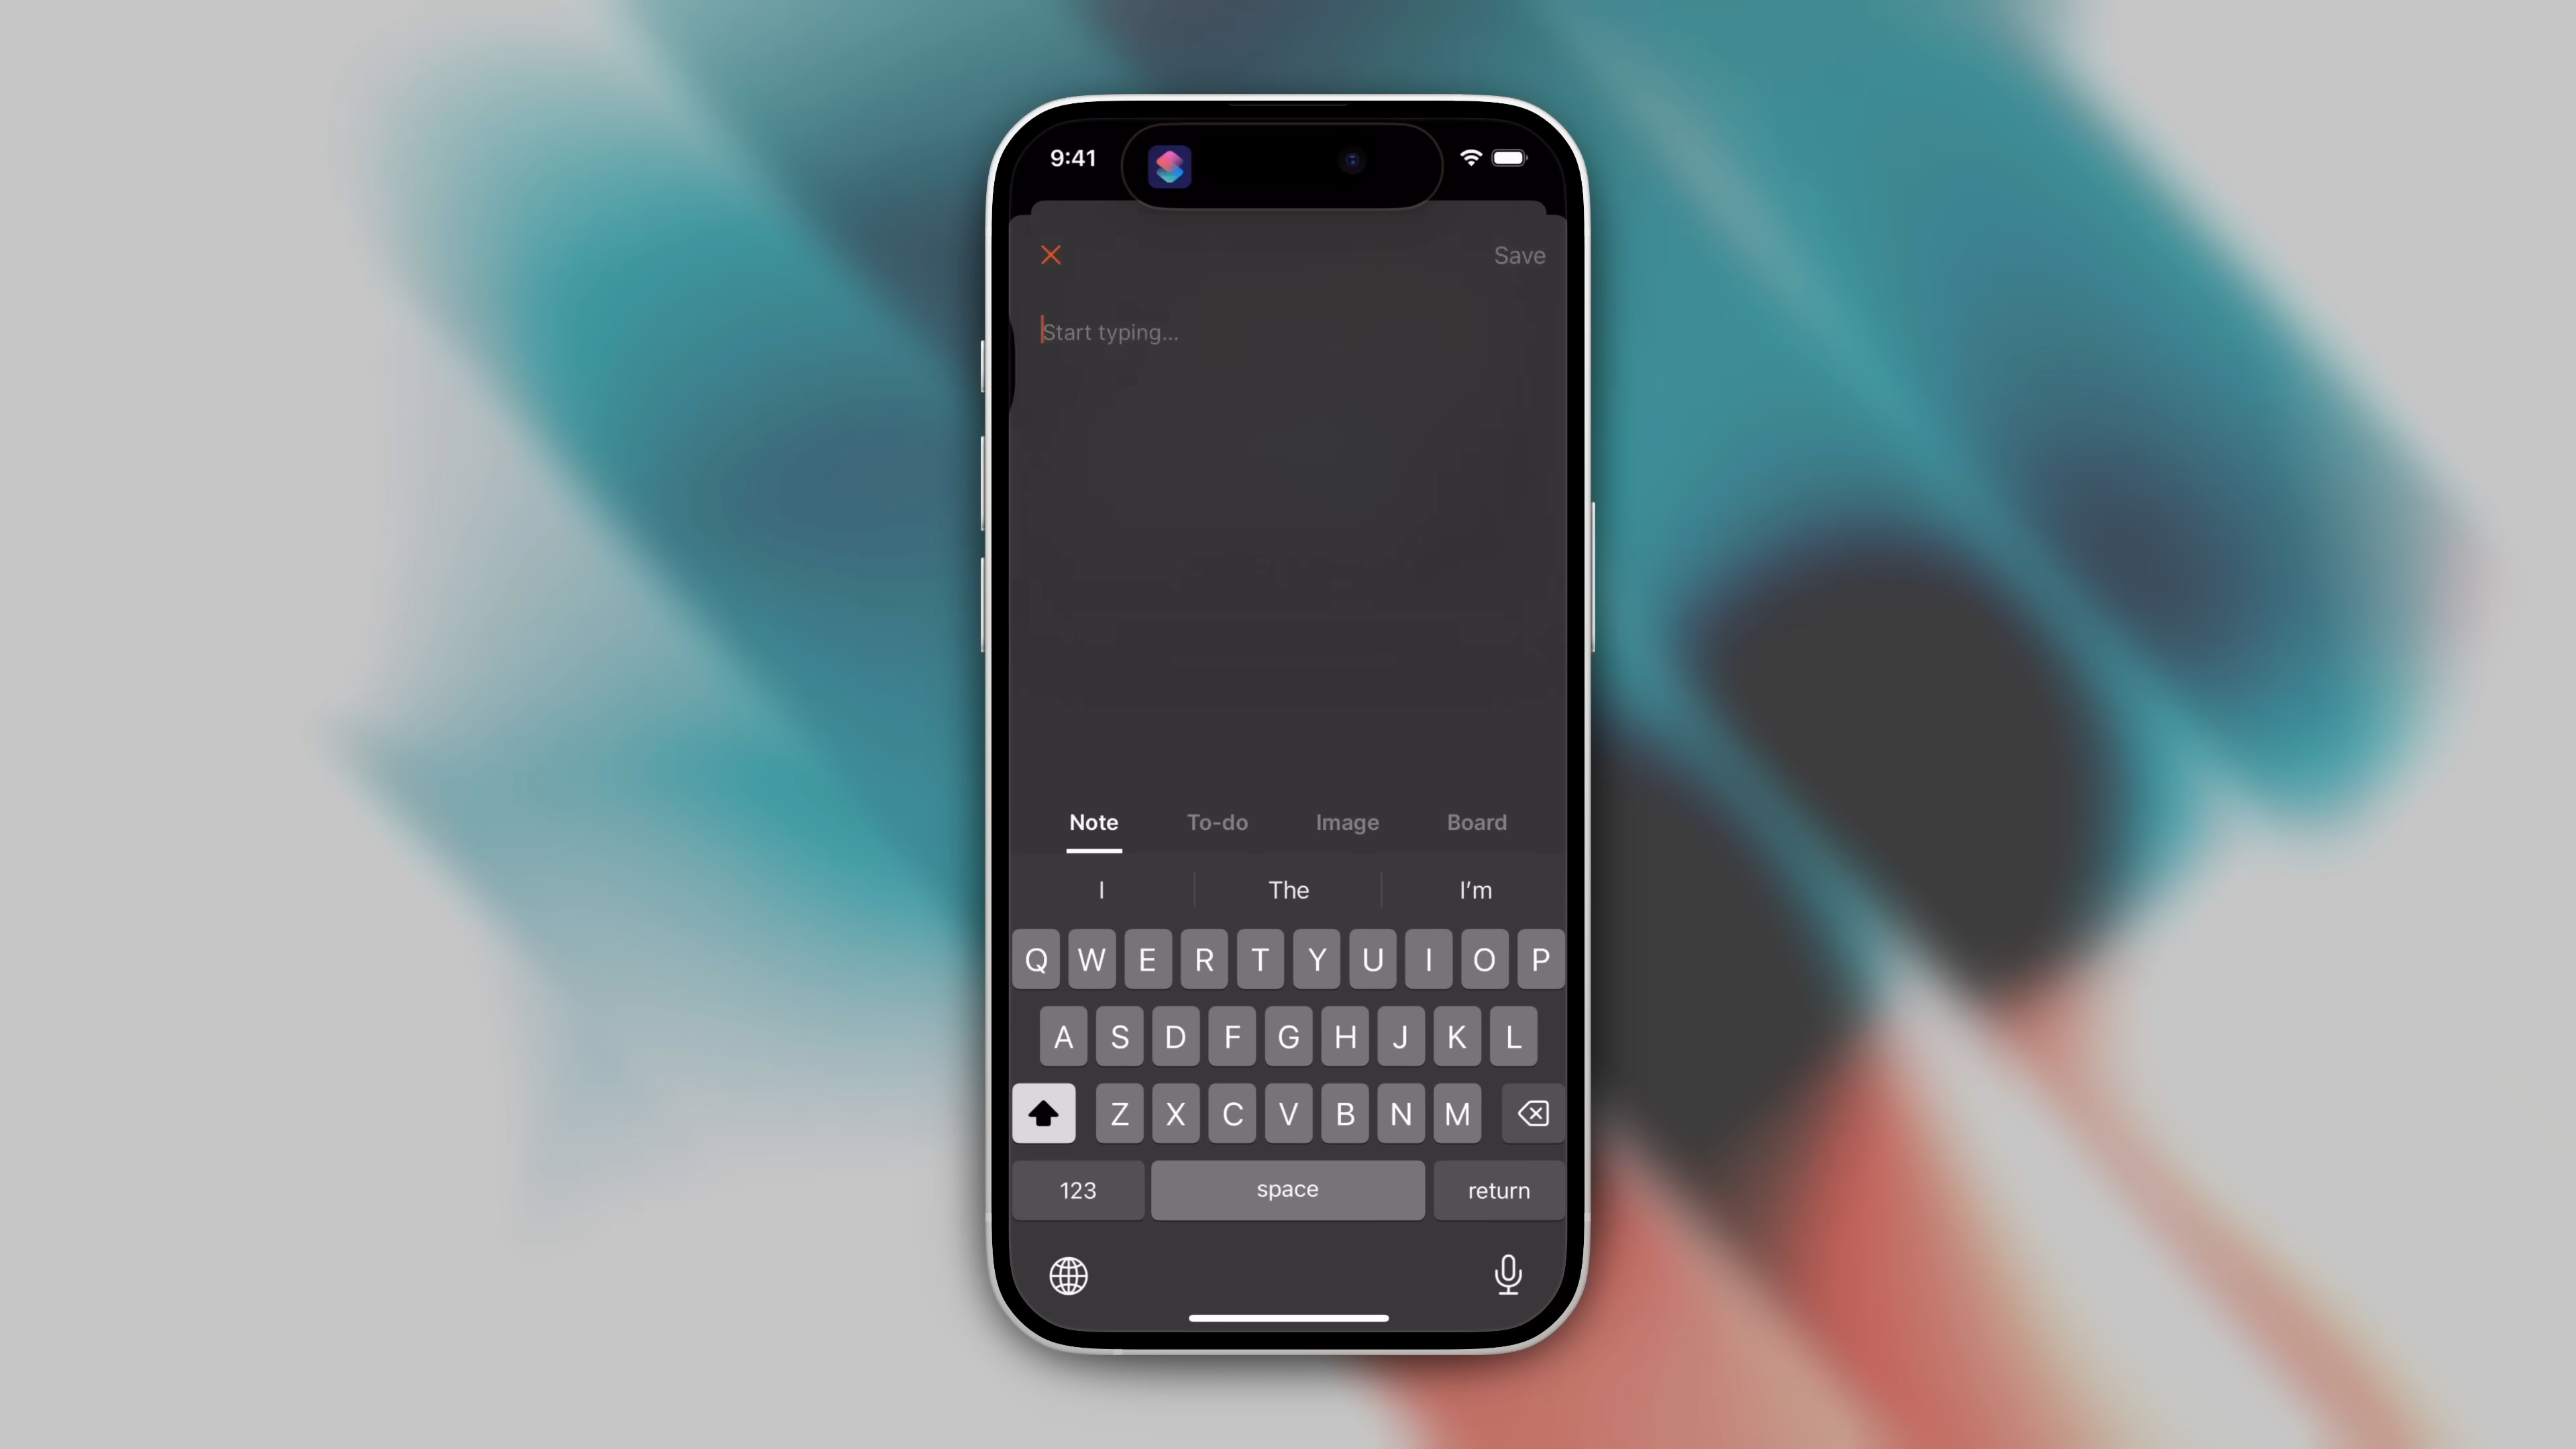 9:41
Save
Start typing...
Note To-do Image Board
I The I'm
Q W E R T Y U I O P
A S D F G H J K L
Z X C V B N M
123 space return